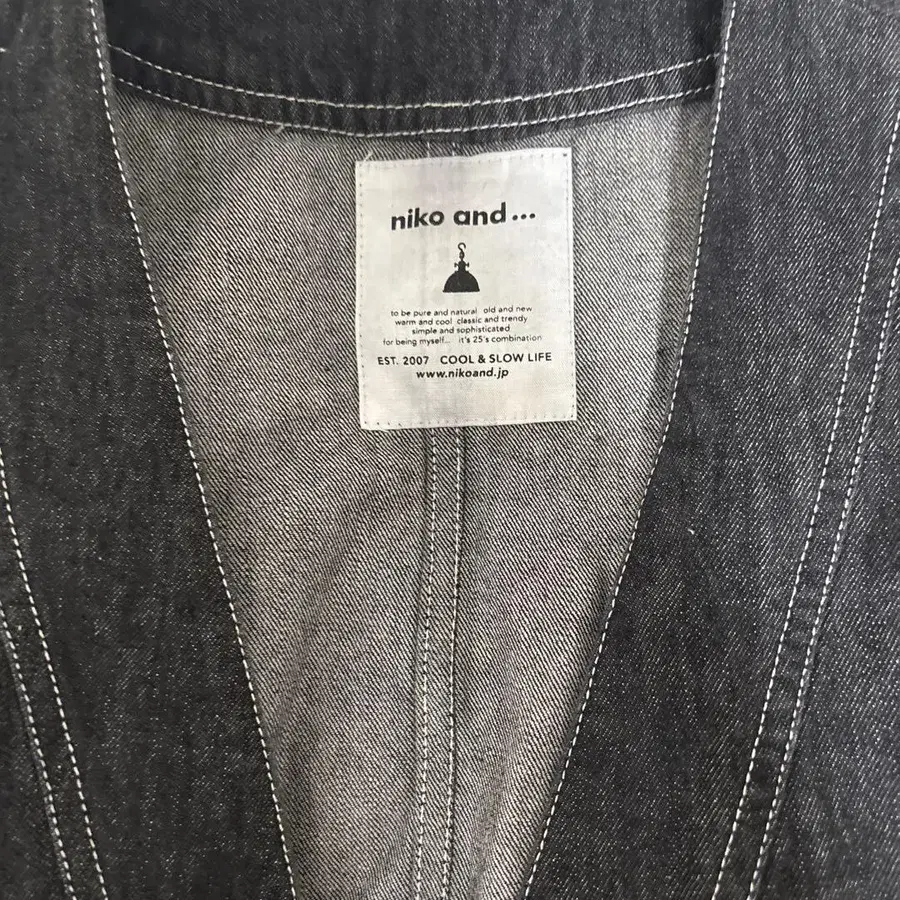 niko and...
to be pure and natural old and new
warm and cool classic and trendy
simple and sophisticated
for being myself... it's 25's combination
EST. 2007 COOL & SLOW LIFE
www.nikoand.jp